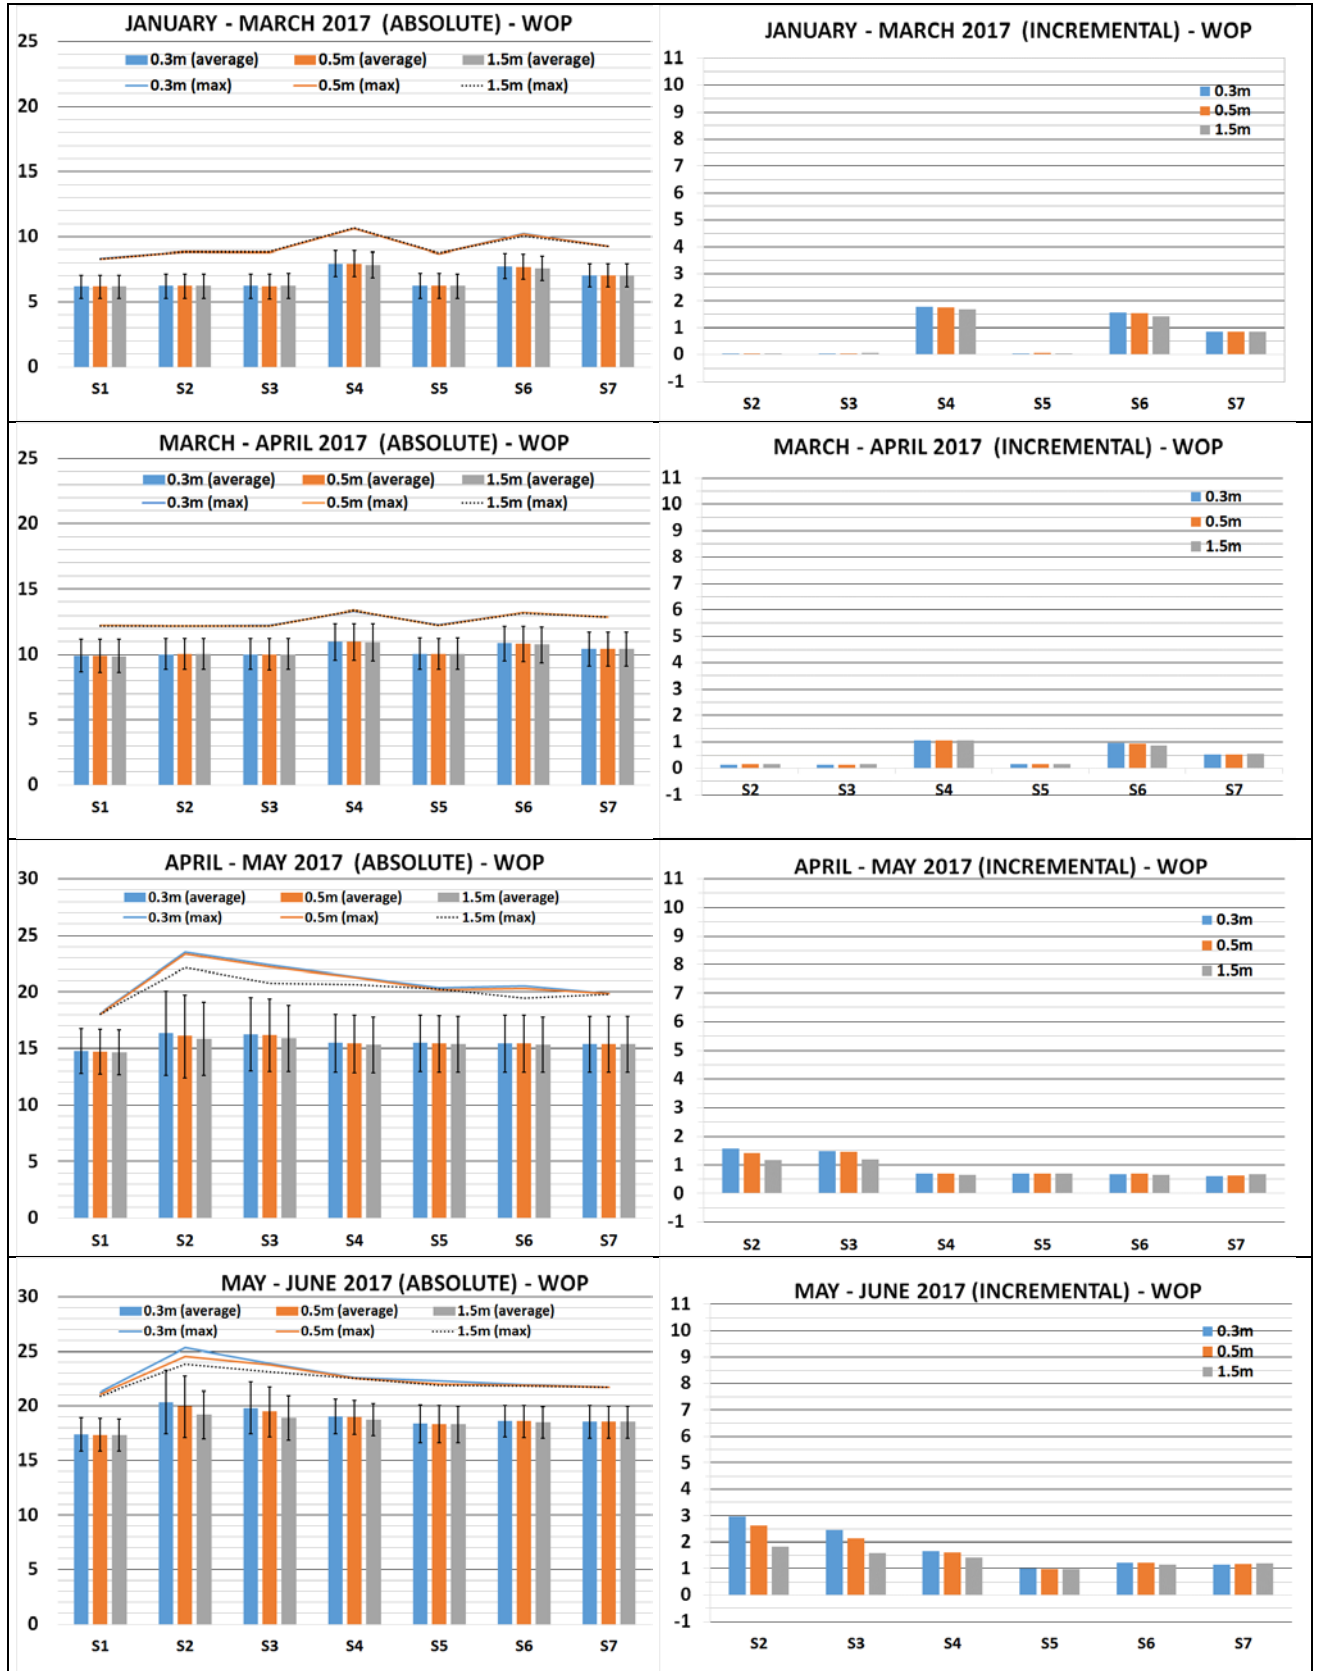 JANUARY - MARCH 2017 (ABSOLUTE) - WOP
0.3m (average) 0.5m (average) 1.5m (average)
0.3m (max) 0.5m (max) 1.5m (max)
25
20
15
10
5
0
S1 S2 S3 S4 S5 S6 S7
JANUARY - MARCH 2017 (INCREMENTAL) - WOP
0.3m
0.5m
1.5m
11
10
9
8
7
6
5
4
3
2
1
0
-1
S2 S3 S4 S5 S6 S7
MARCH - APRIL 2017 (ABSOLUTE) - WOP
0.3m (average) 0.5m (average) 1.5m (average)
0.3m (max) 0.5m (max) 1.5m (max)
25
20
15
10
5
0
S1 S2 S3 S4 S5 S6 S7
MARCH - APRIL 2017 (INCREMENTAL) - WOP
0.3m
0.5m
1.5m
11
10
9
8
7
6
5
4
3
2
1
0
-1
S2 S3 S4 S5 S6 S7
APRIL - MAY 2017 (ABSOLUTE) - WOP
0.3m (average) 0.5m (average) 1.5m (average)
0.3m (max) 0.5m (max) 1.5m (max)
30
25
20
15
10
5
0
S1 S2 S3 S4 S5 S6 S7
APRIL - MAY 2017 (INCREMENTAL) - WOP
0.3m
0.5m
1.5m
11
10
9
8
7
6
5
4
3
2
1
0
-1
S2 S3 S4 S5 S6 S7
MAY - JUNE 2017 (ABSOLUTE) - WOP
0.3m (average) 0.5m (average) 1.5m (average)
0.3m (max) 0.5m (max) 1.5m (max)
30
25
20
15
10
5
0
S1 S2 S3 S4 S5 S6 S7
MAY - JUNE 2017 (INCREMENTAL) - WOP
0.3m
0.5m
1.5m
11
10
9
8
7
6
5
4
3
2
1
0
-1
S2 S3 S4 S5 S6 S7